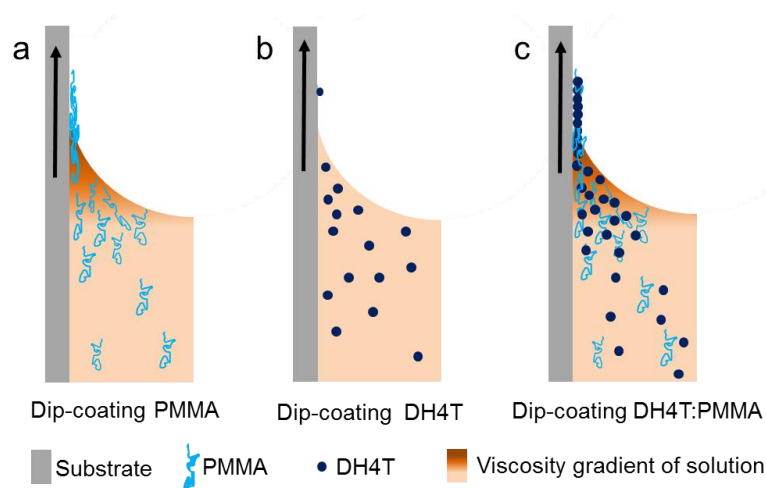 a
b
c
Dip-coating PMMA
Dip-coating DH4T
Dip-coating DH4T:PMMA
Substrate
PMMA
DH4T
Viscosity gradient of solution